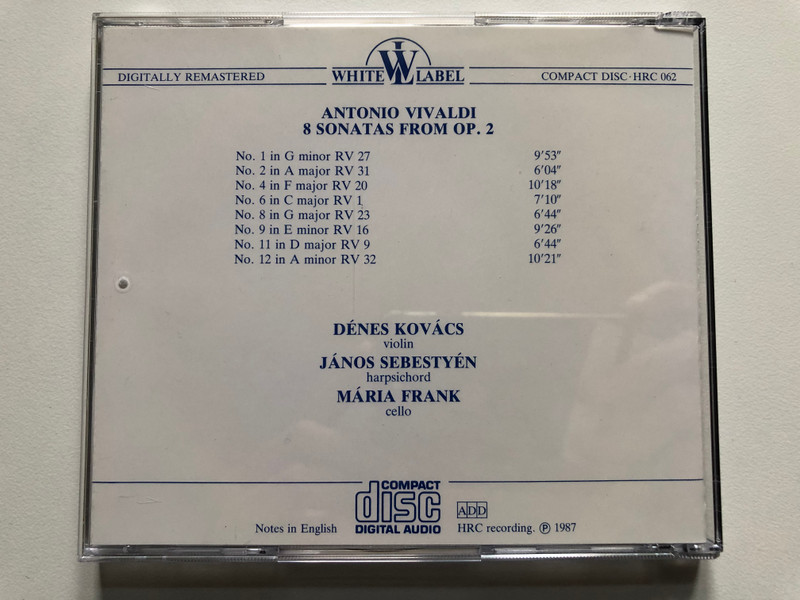 WL
DIGITALLY REMASTERED WHITE LABEL COMPACT DISC-HRC 062
ANTONIO VIVALDI
8 SONATAS FROM OP. 2
No. 1 in G minor RV 27 9'53"
No. 2 in A major RV 31 6'04"
No. 4 in F major RV 20 10'18"
No. 6 in C major RV 1 7'10"
No. 8 in G major RV 23 6'44"
No. 9 in E minor RV 16 9'26"
No. 11 in D major RV 9 6'44"
No. 12 in A minor RV 32 10'21"
DÉNES KOVÁCS
violin
JÁNOS SEBESTYÉN
harpsichord
MÁRIA FRANK
cello
COMPACT
disc
DIGITAL AUDIO
ADD
Notes in English HRC recording. ℗ 1987